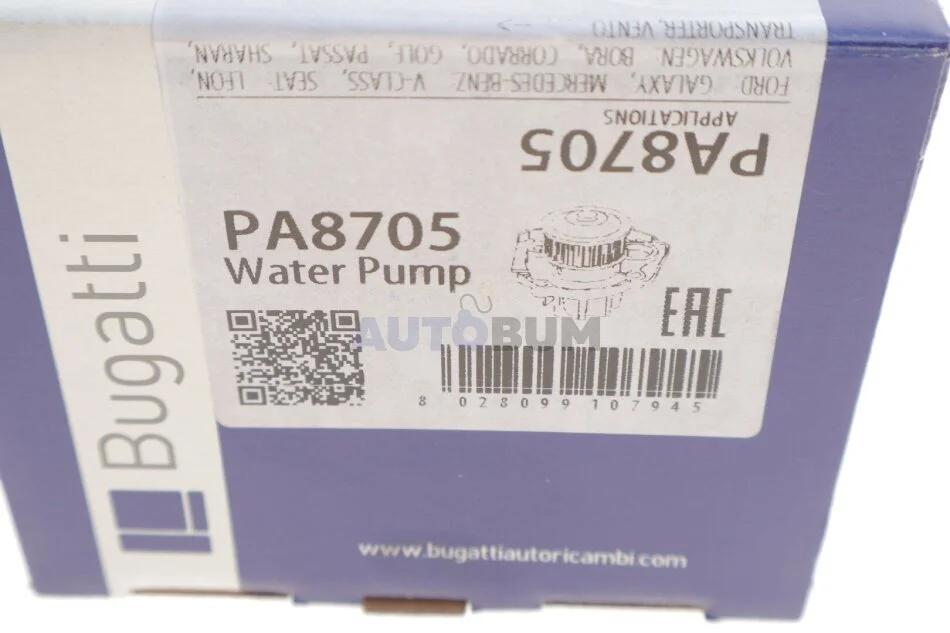 PA8705
APPLICATIONS
FORD: GALAXY, MERCEDES-BENZ: V-CLASS, SEAT: LEON,
VOLKSWAGEN: BORA, CORRADO, GOLF, PASSAT, SHARAN,
TRANSPORTER, VENTO -->
PA8705
Water Pump
EAC
AUTOBUM
8 028099 107945
Bugatti
www.bugattiautoricambi.com